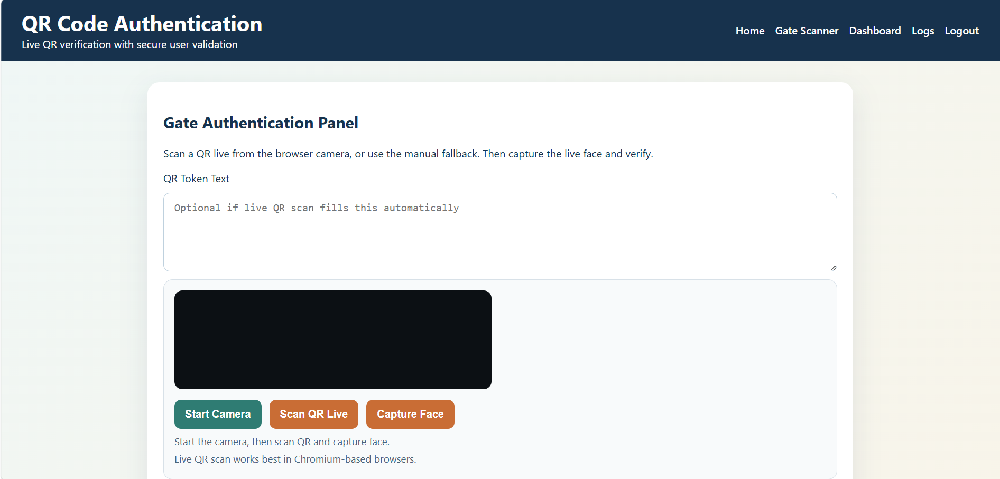 QR Code Authentication
Live QR verification with secure user validation
Home Gate Scanner Dashboard Logs Logout
Gate Authentication Panel
Scan a QR live from the browser camera, or use the manual fallback. Then capture the live face and verify.
QR Token Text
Optional if live QR scan fills this automatically
Start Camera Scan QR Live Capture Face
Start the camera, then scan QR and capture face.
Live QR scan works best in Chromium-based browsers.